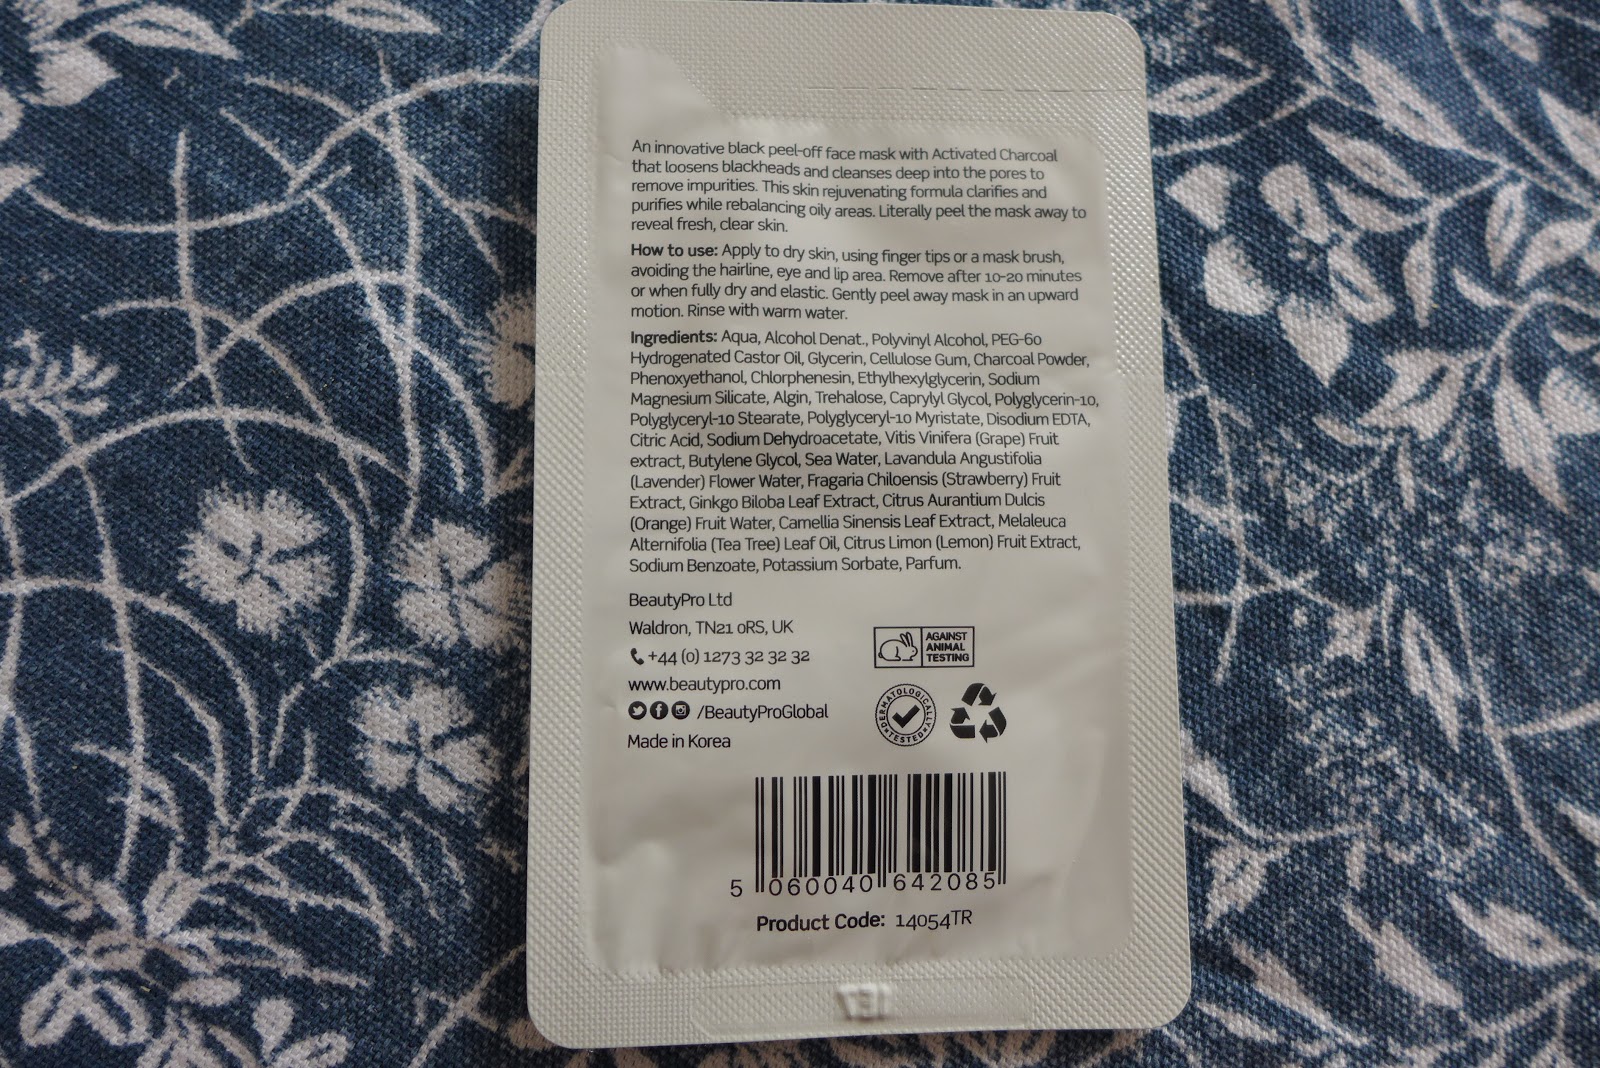 An innovative black peel-off face mask with Activated Charcoal
that loosens blackheads and cleanses deep into the pores to
remove impurities. This skin rejuvenating formula clarifies and
purifies while rebalancing oily areas. Literally peel the mask away to
reveal fresh, clear skin.
How to use: Apply to dry skin, using finger tips or a mask brush,
avoiding the hairline, eye and lip area. Remove after 10-20 minutes
or when fully dry and elastic. Gently peel away mask in an upward
motion. Rinse with warm water.
Ingredients: Aqua, Alcohol Denat., Polyvinyl Alcohol, PEG-60
Hydrogenated Castor Oil, Glycerin, Cellulose Gum, Charcoal Powder,
Phenoxyethanol, Chlorphenesin, Ethylhexylglycerin, Sodium
Magnesium Silicate, Algin, Trehalose, Caprylyl Glycol, Polyglycerin-10,
Polyglyceryl-10 Stearate, Polyglyceryl-10 Myristate, Disodium EDTA,
Citric Acid, Sodium Dehydroacetate, Vitis Vinifera (Grape) Fruit
extract, Butylene Glycol, Sea Water, Lavandula Angustifolia
(Lavender) Flower Water, Fragaria Chiloensis (Strawberry) Fruit
Extract, Ginkgo Biloba Leaf Extract, Citrus Aurantium Dulcis
(Orange) Fruit Water, Camellia Sinensis Leaf Extract, Melaleuca
Alternifolia (Tea Tree) Leaf Oil, Citrus Limon (Lemon) Fruit Extract,
Sodium Benzoate, Potassium Sorbate, Parfum.
BeautyPro Ltd
Waldron, TN21 0RS, UK
+44 (0) 1273 32 32 32
www.beautypro.com
/BeautyProGlobal
Made in Korea
AGAINST
ANIMAL
TESTING
DERMATOLOGICALLY
TESTED
5 060040 642085
Product Code: 14054TR